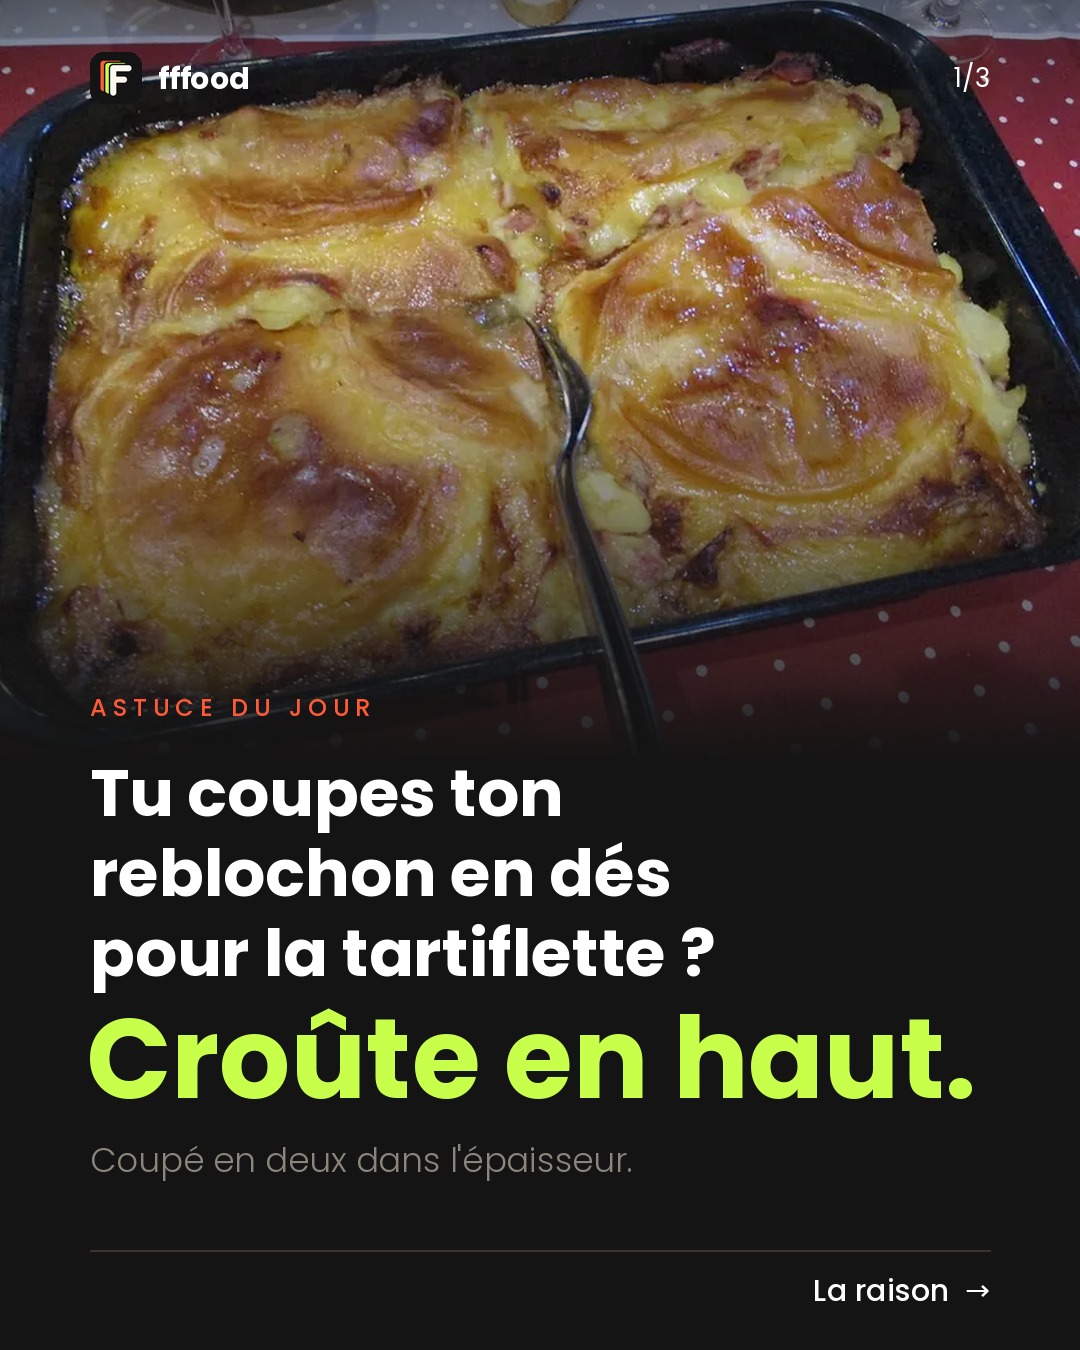 fffood
1/3
ASTUCE DU JOUR
Tu coupes ton
reblochon en dés
pour la tartiflette ?
Croûte en haut.
Coupé en deux dans l'épaisseur.
La raison →